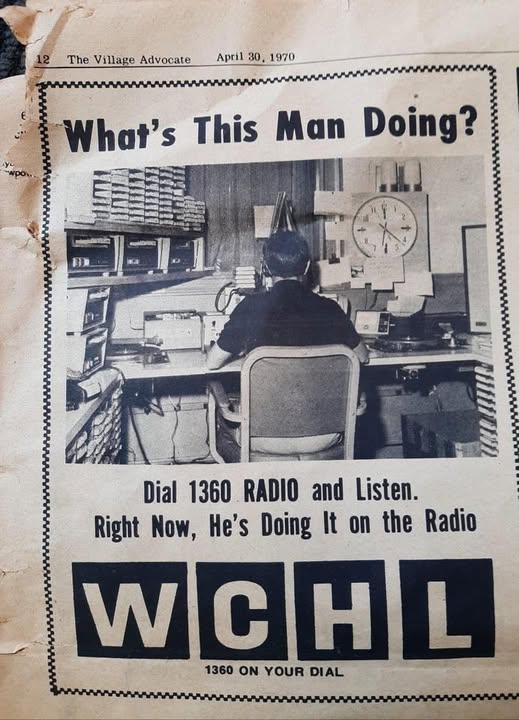 12 The Village Advocate April 30, 1970
What's This Man Doing?
Dial 1360 RADIO and Listen.
Right Now, He's Doing It on the Radio
WCHL
1360 ON YOUR DIAL